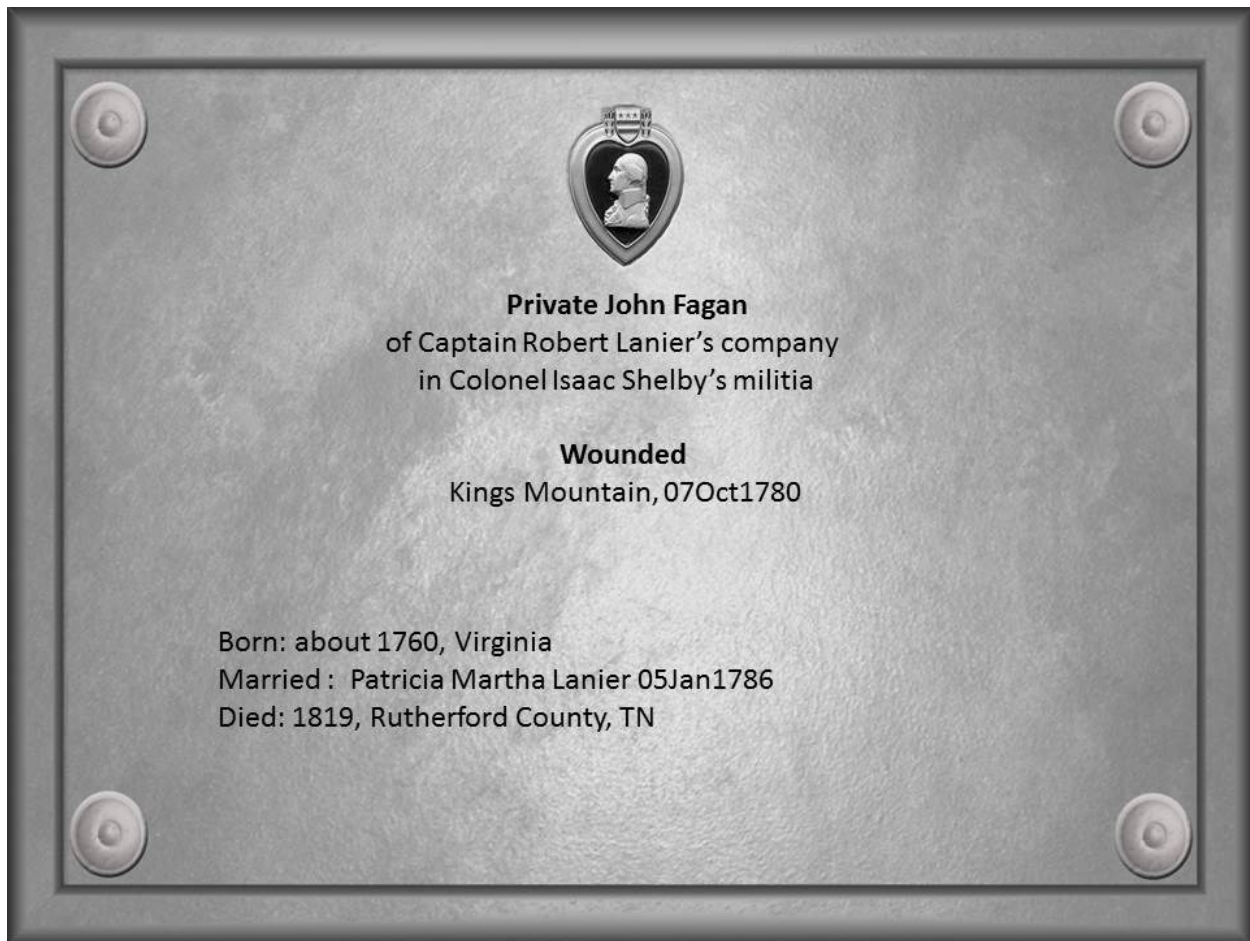 Private John Fagan
of Captain Robert Lanier’s company
in Colonel Isaac Shelby’s militia
Wounded
Kings Mountain, 07Oct1780
Born: about 1760, Virginia
Married : Patricia Martha Lanier 05Jan1786
Died: 1819, Rutherford County, TN